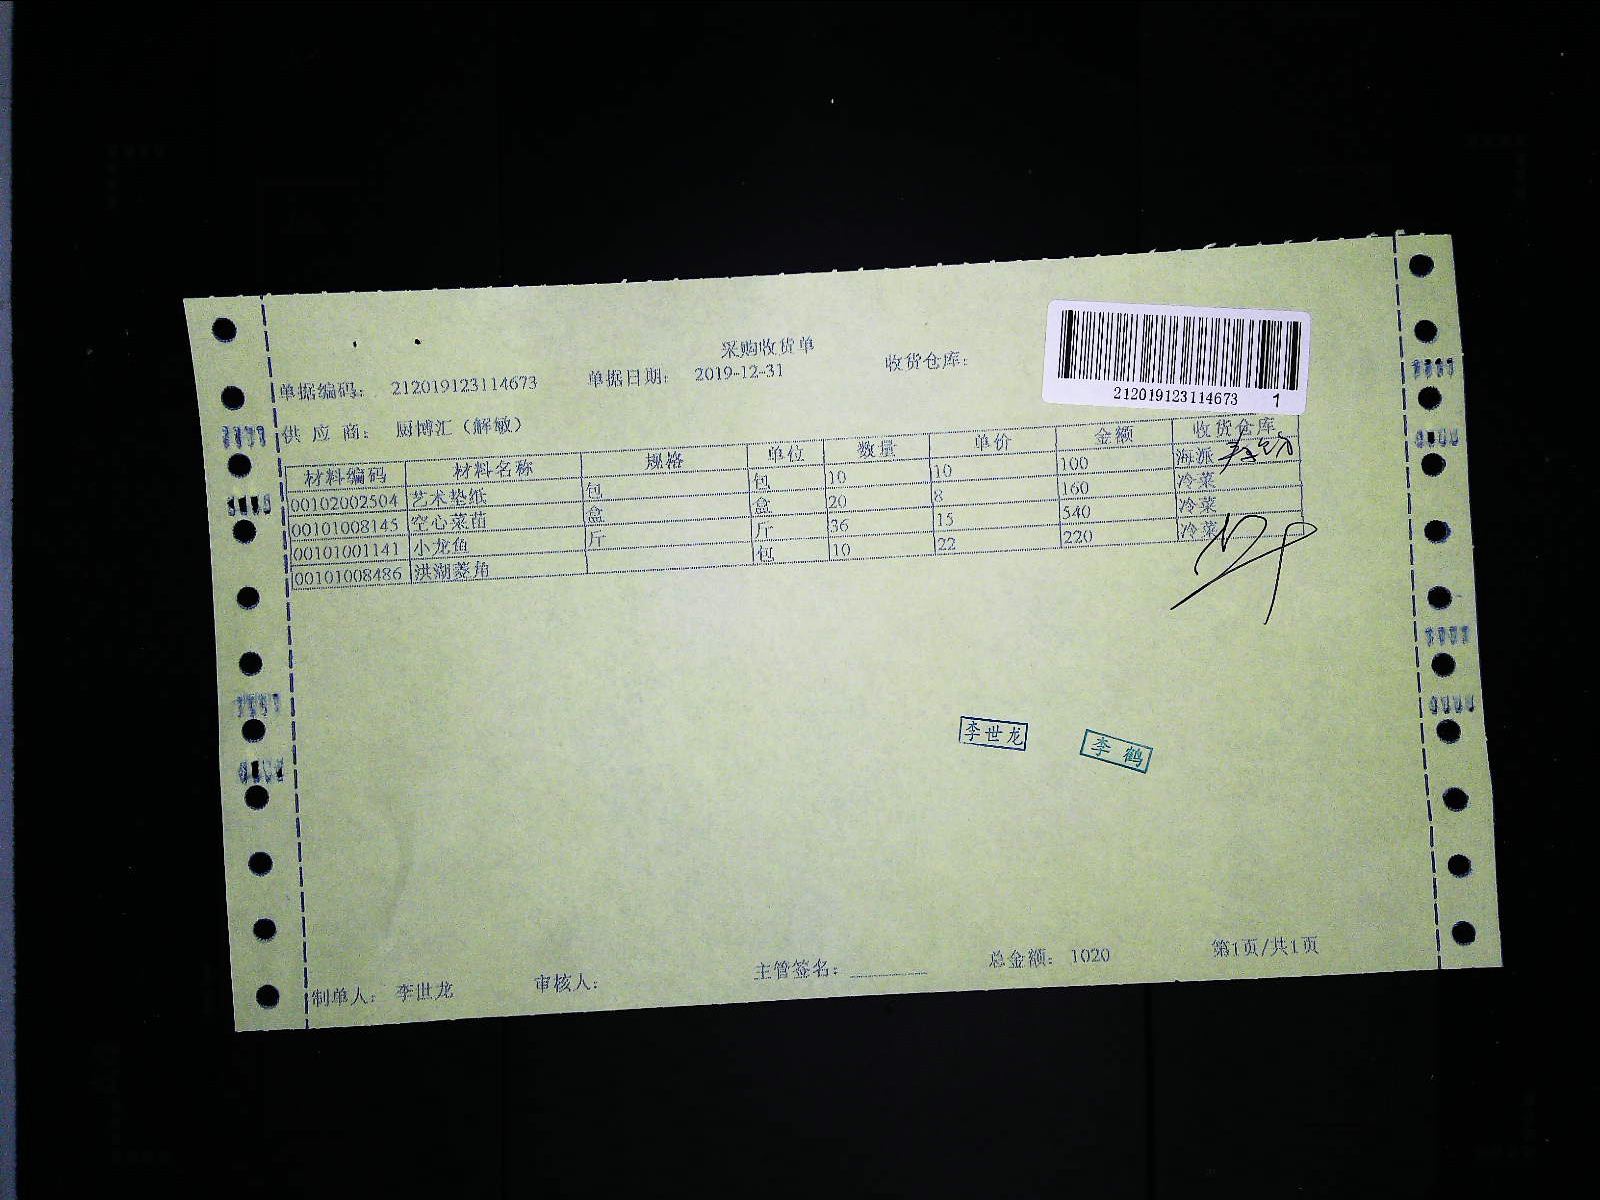 采购收货单
单据编码: 212019123114673 单据日期: 2019-12-31 收货仓库:
212019123114673 1
供 应 商: 厨博汇（解敏）
材料编码 材料名称 规格 单位 数量 单价 金额 收货仓库
00102002504 艺术垫纸 包 包 10 10 100 海派
00101008145 空心菜苗 盒 盒 20 8 160 冷菜
00101001141 小龙鱼 斤 斤 36 15 540 冷菜
00101008486 洪湖菱角 包 10 22 220 冷菜
李世龙
李鹤
制单人: 李世龙 审核人: 主管签名: 总金额: 1020 第1页/共1页